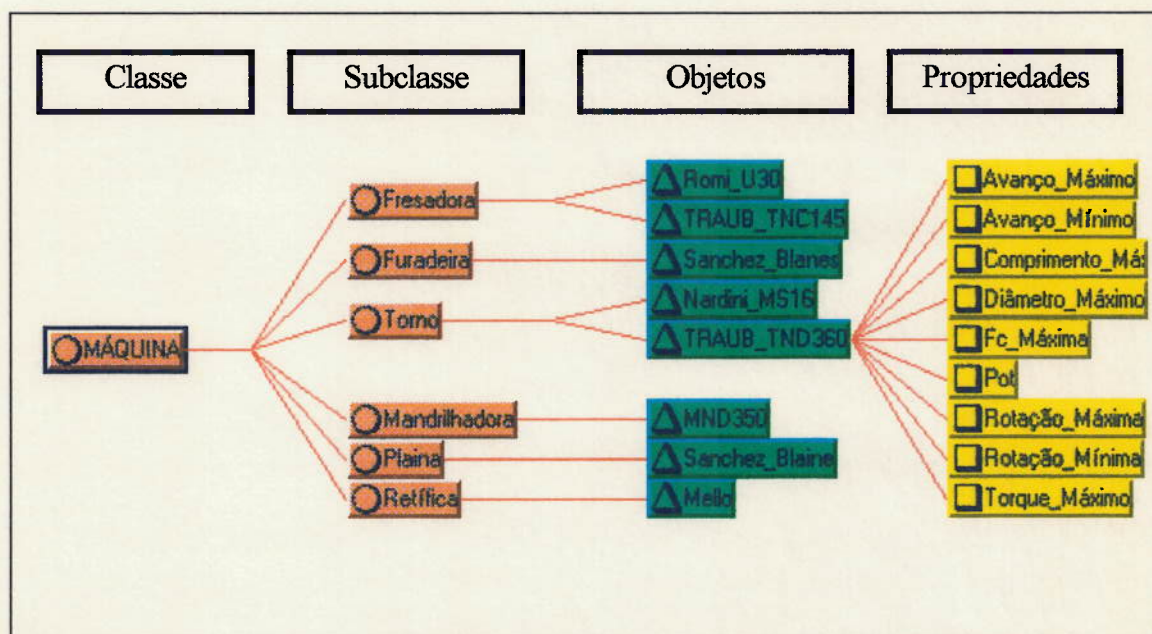 Classe
Subclasse
Objetos
Propriedades
MÁQUINA
Fresadora
Furadeira
Torno
Mandrilhadora
Plaina
Retífica
Romi_U30
TRAUB_TNC145
Sanchez_Blanes
Nardini_MS16
TRAUB_TND360
MND350
Sanchez_Blaine
Mello
Avanço_Máximo
Avanço_Mínimo
Comprimento_Máx
Diâmetro_Máximo
Fc_Máxima
Pot
Rotação_Máxima
Rotação_Mínima
Torque_Máximo